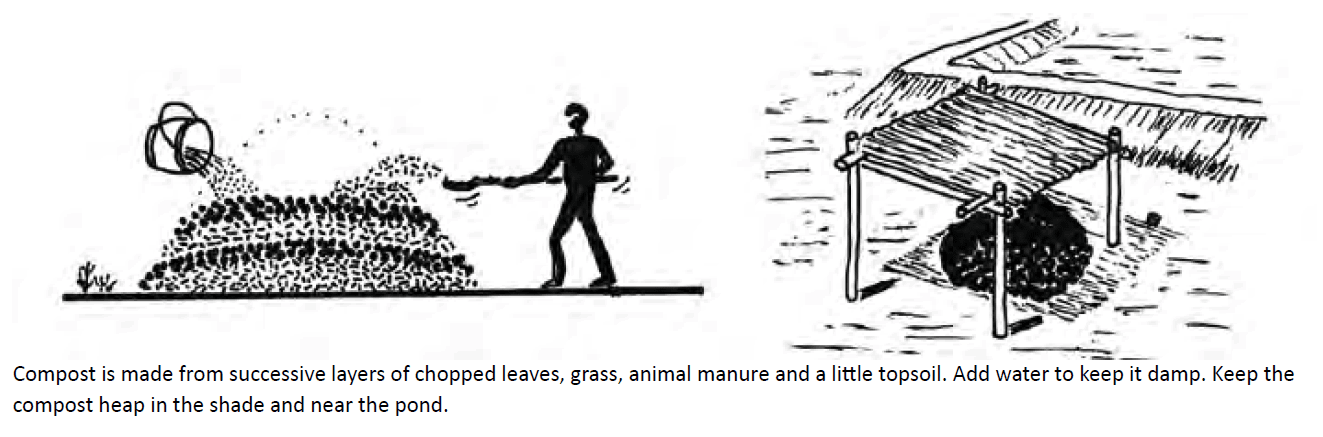 Compost is made from successive layers of chopped leaves, grass, animal manure and a little topsoil. Add water to keep it damp. Keep the
compost heap in the shade and near the pond.